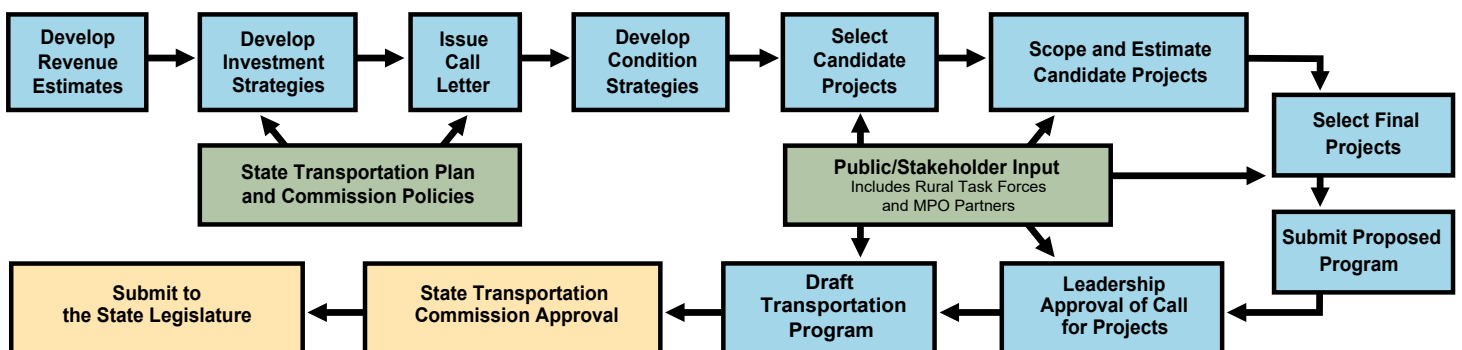 Develop
Revenue
Estimates
Develop
Investment
Strategies
Issue
Call
Letter
Develop
Condition
Strategies
Select
Candidate
Projects
Scope and Estimate
Candidate Projects
Select Final
Projects
State Transportation Plan
and Commission Policies
Public/Stakeholder Input
Includes Rural Task Forces
and MPO Partners
Submit Proposed
Program
Submit to
the State Legislature
State Transportation
Commission Approval
Draft
Transportation
Program
Leadership
Approval of Call
for Projects